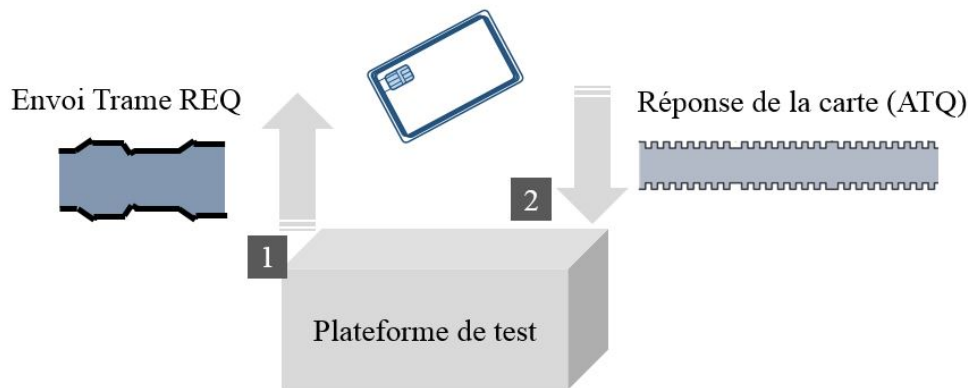 Envoi Trame REQ
Réponse de la carte (ATQ)
2
1
Plateforme de test